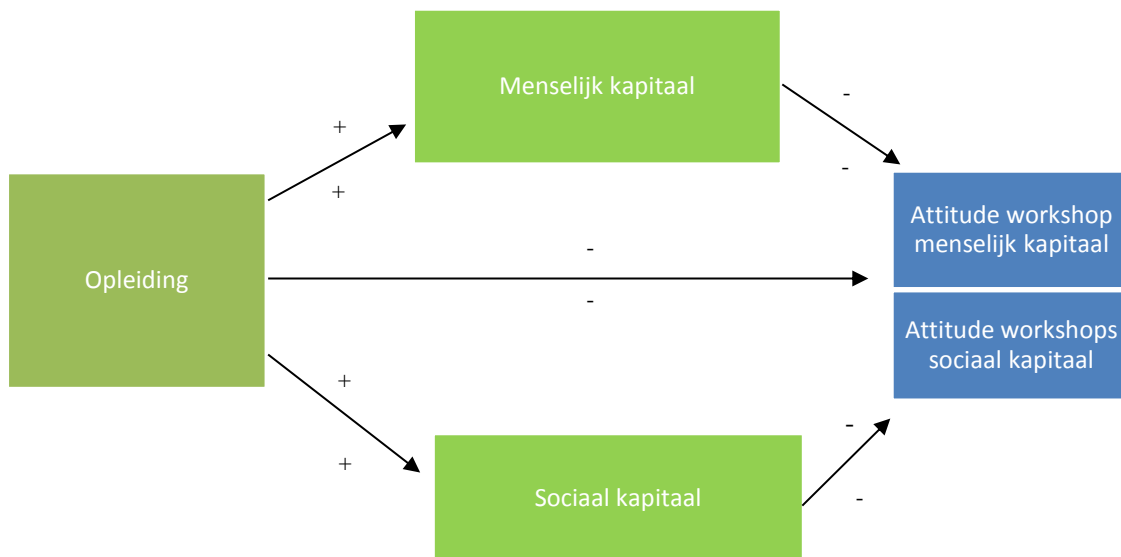 Menselijk kapitaal
-
+
-
+
Attitude workshop
menselijk kapitaal
-
Opleiding
-
Attitude workshops
sociaal kapitaal
+
-
+
Sociaal kapitaal
-